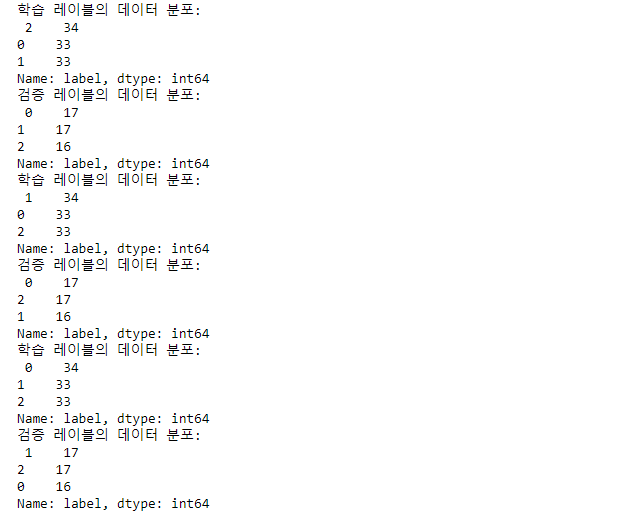 학습 레이블의 데이터 분포:
 2    34
0    33
1    33
Name: label, dtype: int64
검증 레이블의 데이터 분포:
 0    17
1    17
2    16
Name: label, dtype: int64
학습 레이블의 데이터 분포:
 1    34
0    33
2    33
Name: label, dtype: int64
검증 레이블의 데이터 분포:
 0    17
2    17
1    16
Name: label, dtype: int64
학습 레이블의 데이터 분포:
 0    34
1    33
2    33
Name: label, dtype: int64
검증 레이블의 데이터 분포:
 1    17
2    17
0    16
Name: label, dtype: int64